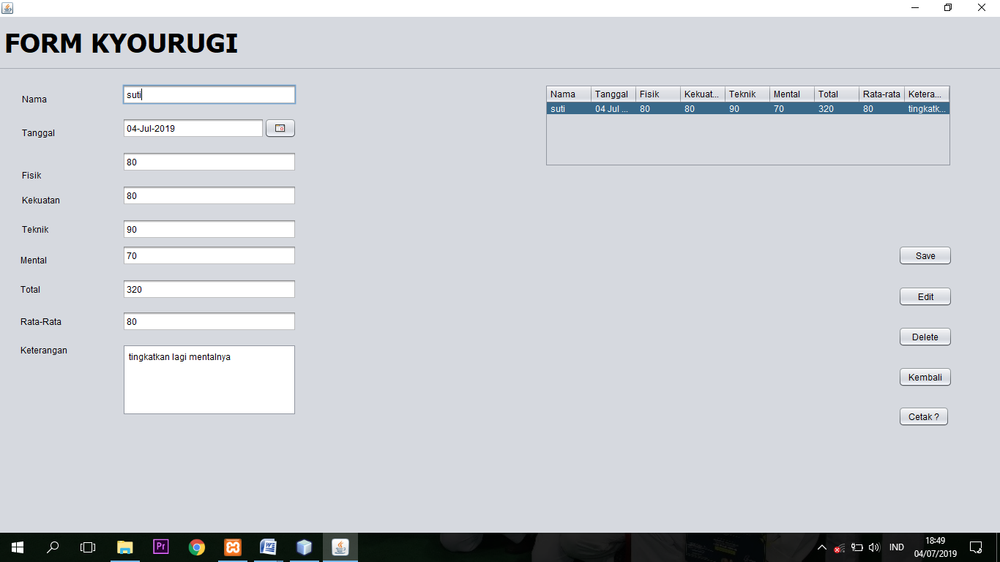 FORM KYOURUGI
Nama
suti
Tanggal
04-Jul-2019
Fisik
80
Kekuatan
80
Teknik
90
Mental
70
Total
320
Rata-Rata
80
Keterangan
tingkatkan lagi mentalnya
Nama Tanggal Fisik Kekuat... Teknik Mental Total Rata-rata Ketera...
suti 04 Jul ... 80 80 90 70 320 80 tingkatk...
Save
Edit
Delete
Kembali
Cetak ?
Pr
W
IND
18:49
04/07/2019